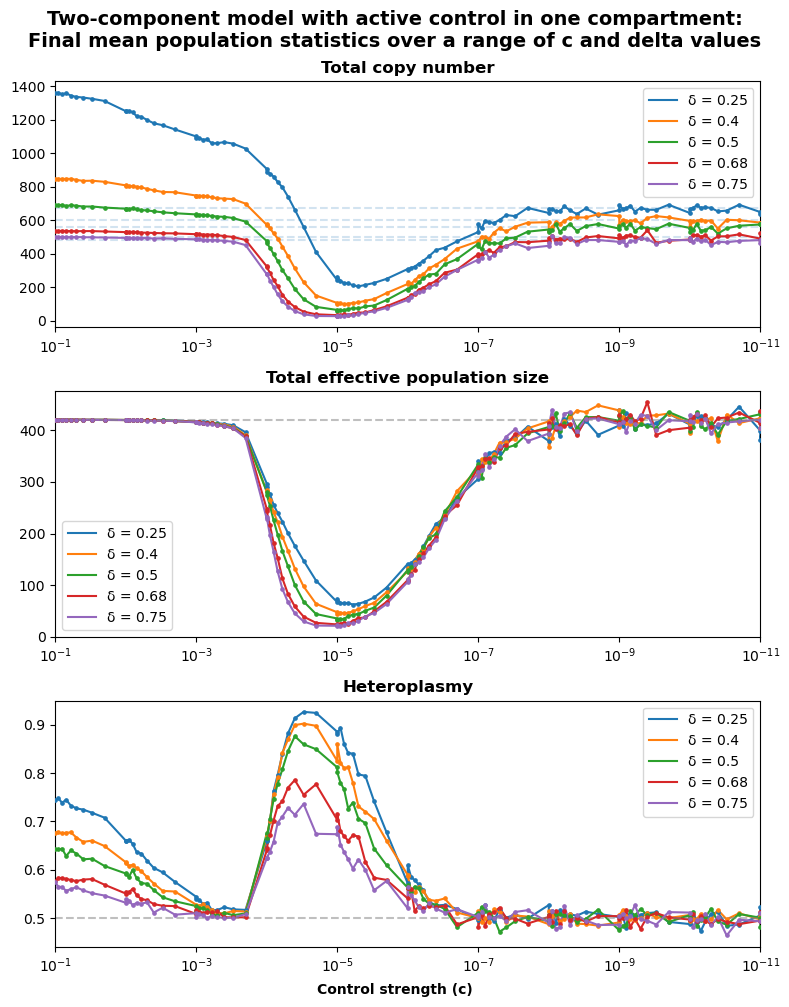 Two-component model with active control in one compartment:
Final mean population statistics over a range of c and delta values
Total copy number
1400
1200
1000
800
600
400
200
0
δ = 0.25
δ = 0.4
δ = 0.5
δ = 0.68
δ = 0.75
10⁻¹ 10⁻³ 10⁻⁵ 10⁻⁷ 10⁻⁹ 10⁻¹¹
Total effective population size
400
300
200
100
0
δ = 0.25
δ = 0.4
δ = 0.5
δ = 0.68
δ = 0.75
10⁻¹ 10⁻³ 10⁻⁵ 10⁻⁷ 10⁻⁹ 10⁻¹¹
Heteroplasmy
0.9
0.8
0.7
0.6
0.5
δ = 0.25
δ = 0.4
δ = 0.5
δ = 0.68
δ = 0.75
10⁻¹ 10⁻³ 10⁻⁵ 10⁻⁷ 10⁻⁹ 10⁻¹¹
Control strength (c)